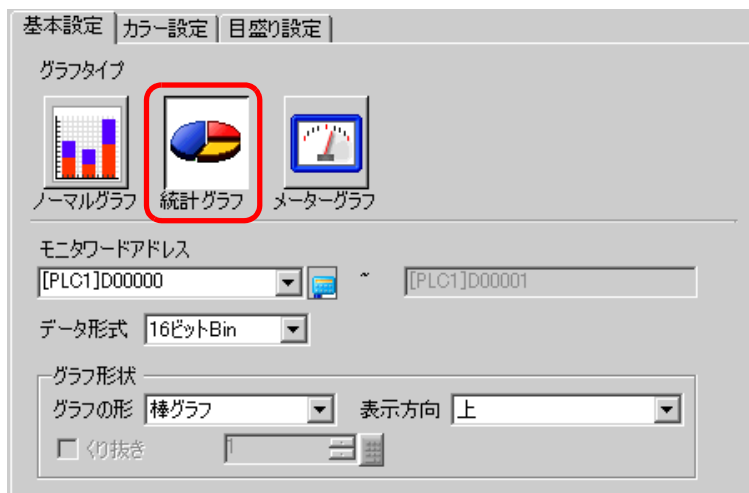 基本設定 カラー設定 目盛り設定
グラフタイプ
ノーマルグラフ 統計グラフ メーターグラフ
モニタワードアドレス
[PLC1]D00000 ~ [PLC1]D00001
データ形式 16ビットBin
グラフ形状
グラフの形 棒グラフ 表示方向 上
くり抜き 1